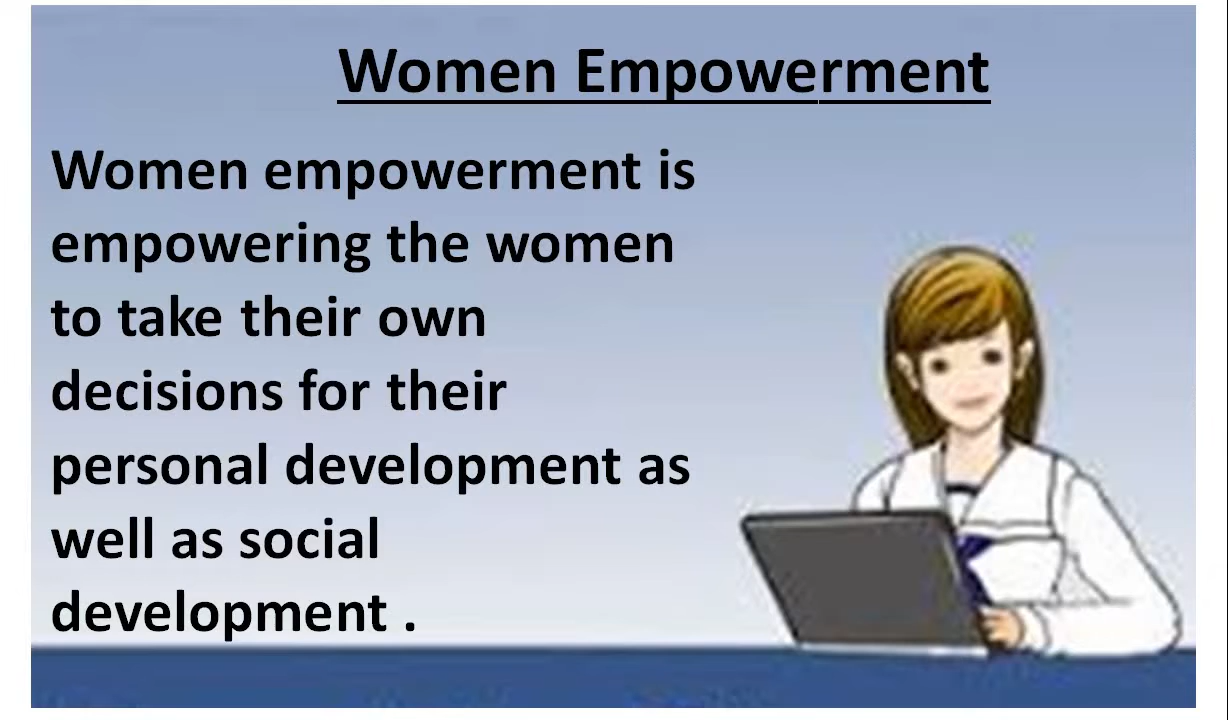 Women Empowerment
Women empowerment is
empowering the women
to take their own
decisions for their
personal development as
well as social
development .